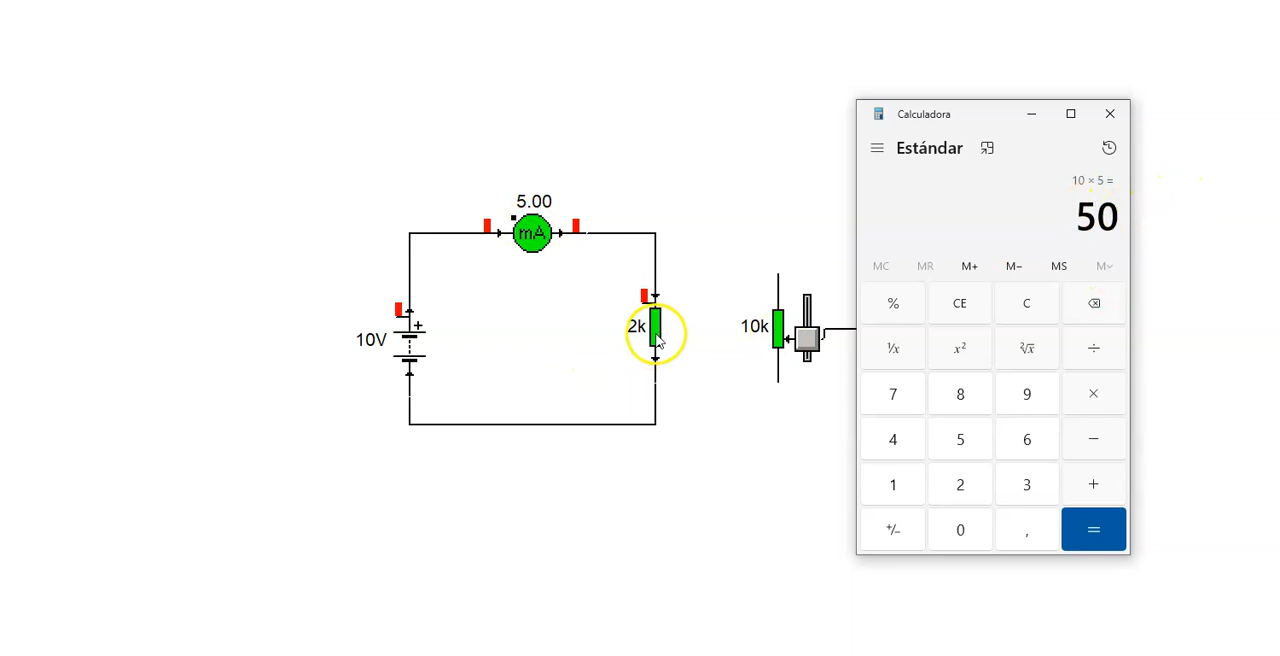 5.00
mA
10V
+
2k
10k
Calculadora
Estándar
10 × 5 =
50
MC MR M+ M− MS M
% CE C
¹/x x² ²√x ÷
7 8 9 ×
4 5 6 −
1 2 3 +
+/− 0 , =